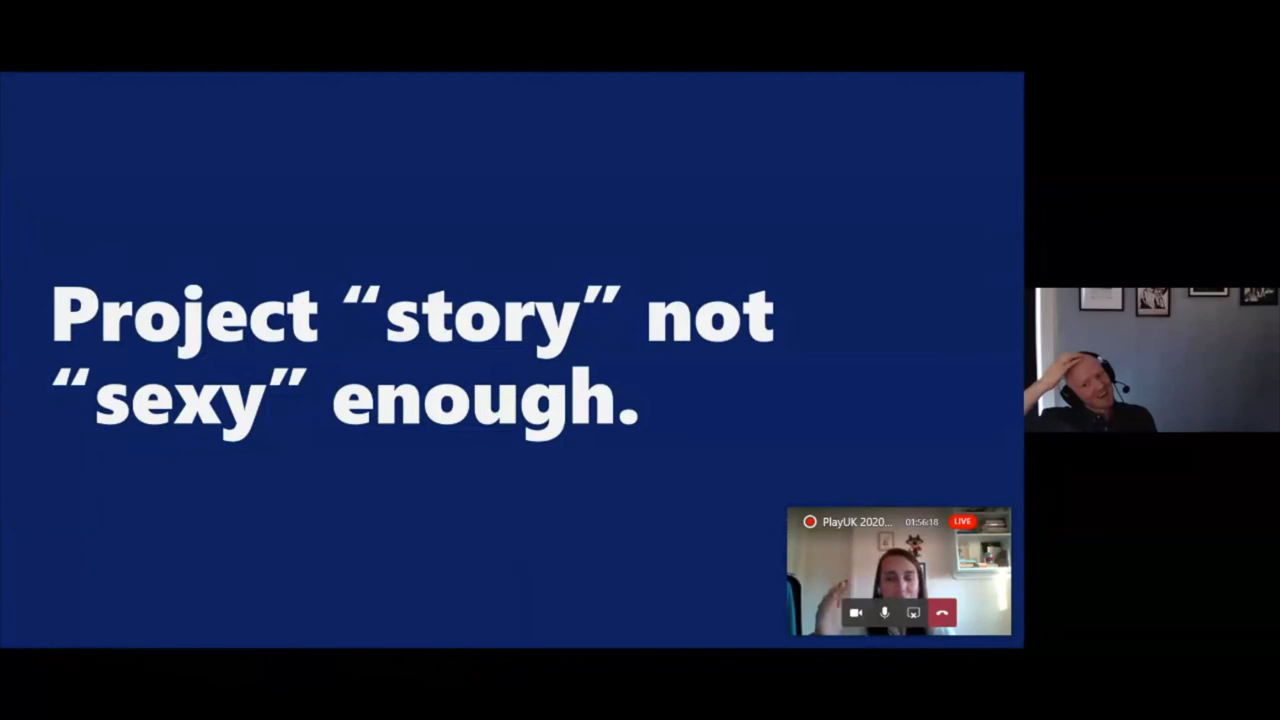 Project “story” not
“sexy” enough.
PlayUK 2020...
01:56:18
LIVE